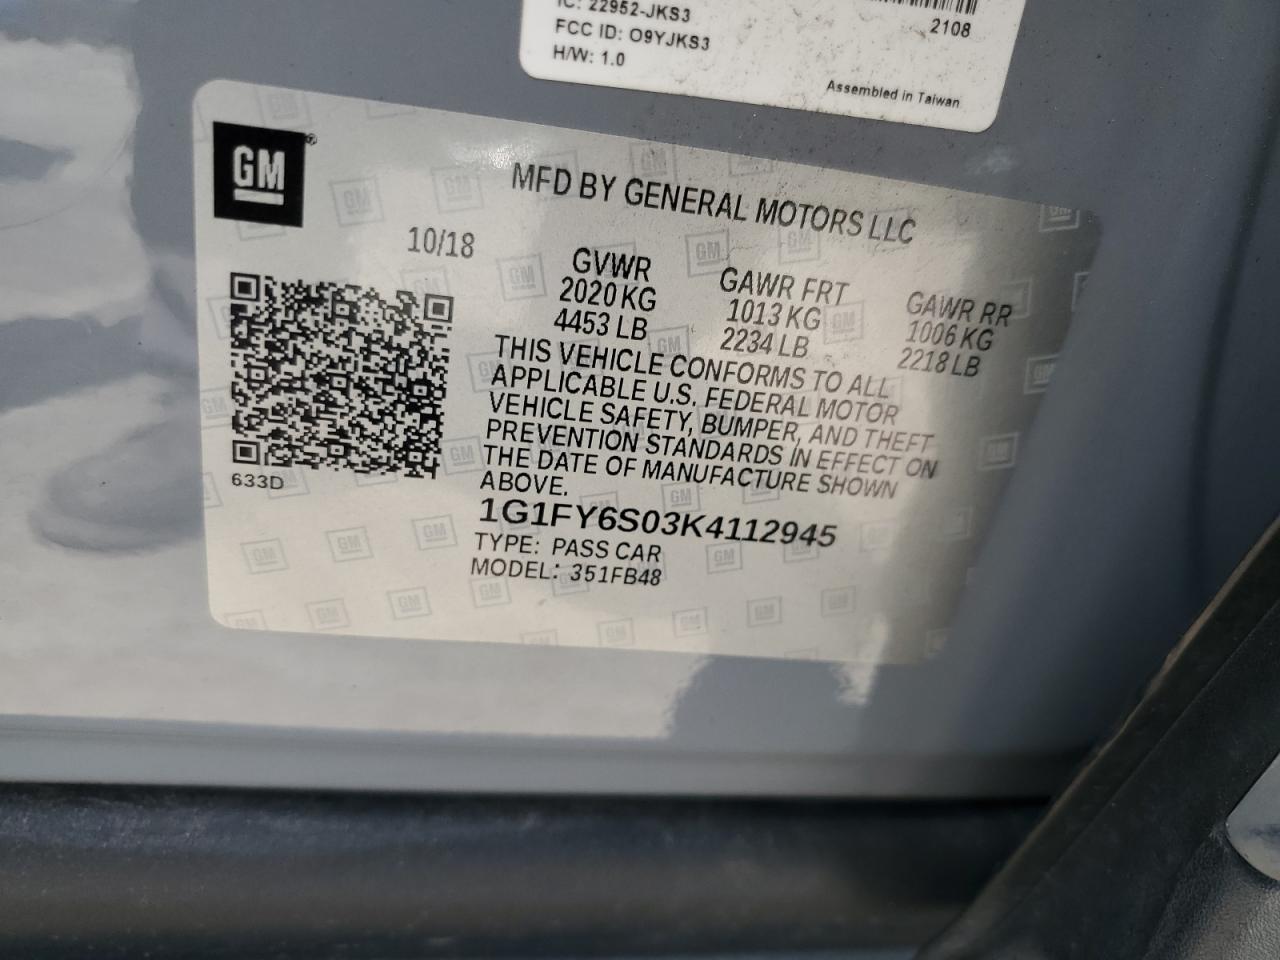 IC: 22952-JKS3
FCC ID: O9YJKS3
H/W: 1.0
2108
Assembled in Taiwan
GM
MFD BY GENERAL MOTORS LLC
10/18
GVWR GAWR FRT GAWR RR
2020 KG 1013 KG 1006 KG
4453 LB 2234 LB 2218 LB
THIS VEHICLE CONFORMS TO ALL
APPLICABLE U.S. FEDERAL MOTOR
VEHICLE SAFETY, BUMPER, AND THEFT
PREVENTION STANDARDS IN EFFECT ON
THE DATE OF MANUFACTURE SHOWN
ABOVE.
633D
1G1FY6S03K4112945
TYPE: PASS CAR
MODEL: 351FB48